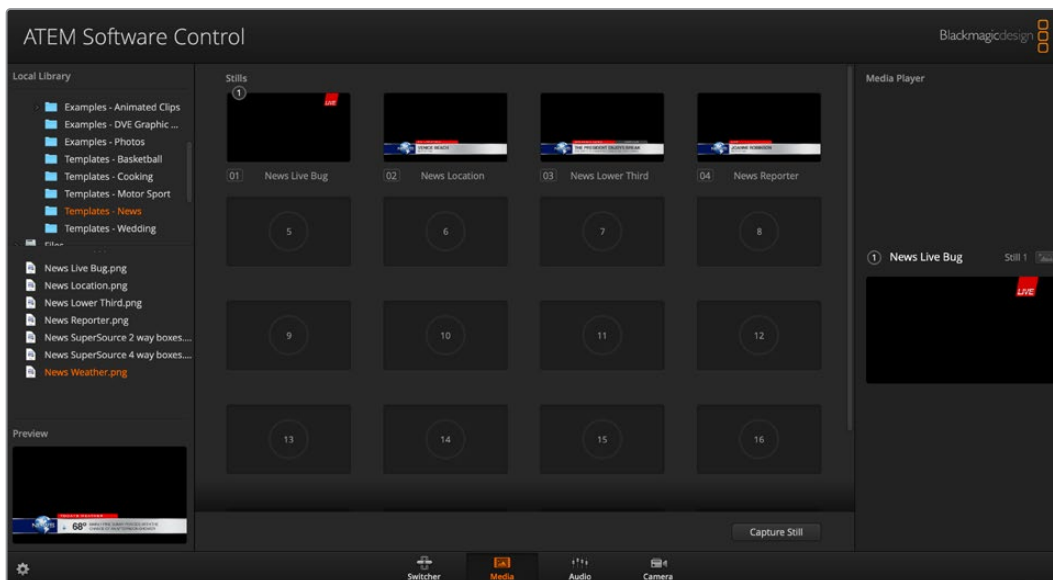 ATEM Software Control
Blackmagicdesign
Local Library
Examples - Animated Clips
Examples - DVE Graphic ...
Examples - Photos
Templates - Basketball
Templates - Cooking
Templates - Motor Sport
Templates - News
Templates - Wedding
Files
News Live Bug.png
News Location.png
News Lower Third.png
News Reporter.png
News SuperSource 2 way boxes....
News SuperSource 4 way boxes....
News Weather.png
Preview
68°
Stills
1
LIVE
01 News Live Bug
02 News Location
03 News Lower Third
04 News Reporter
5
6
7
8
9
10
11
12
13
14
15
16
Capture Still
Media Player
1 News Live Bug Still 1
LIVE
Switcher
Media
Audio
Camera